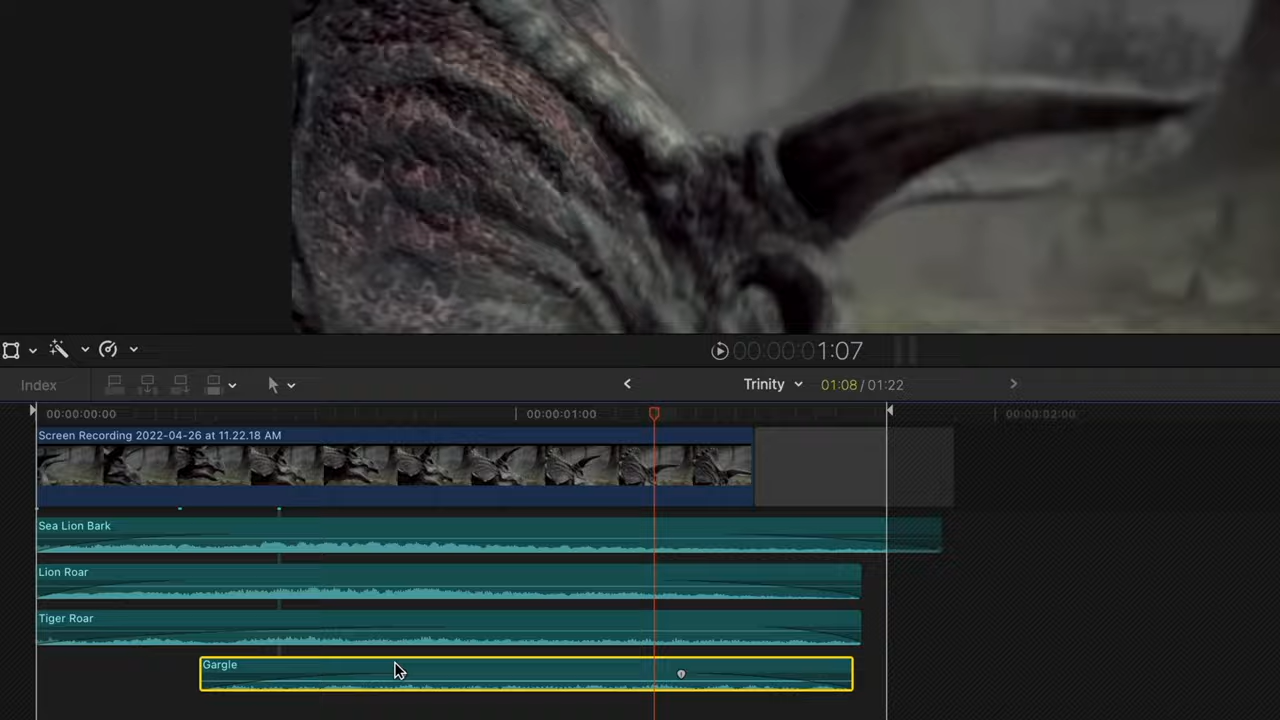 00:00:00:01:07
Index
Trinity
01:08 / 01:22
00:00:00:00
00:00:01:00
00:00:02:00
Screen Recording 2022-04-26 at 11.22.18 AM
Sea Lion Bark
Lion Roar
Tiger Roar
Gargle